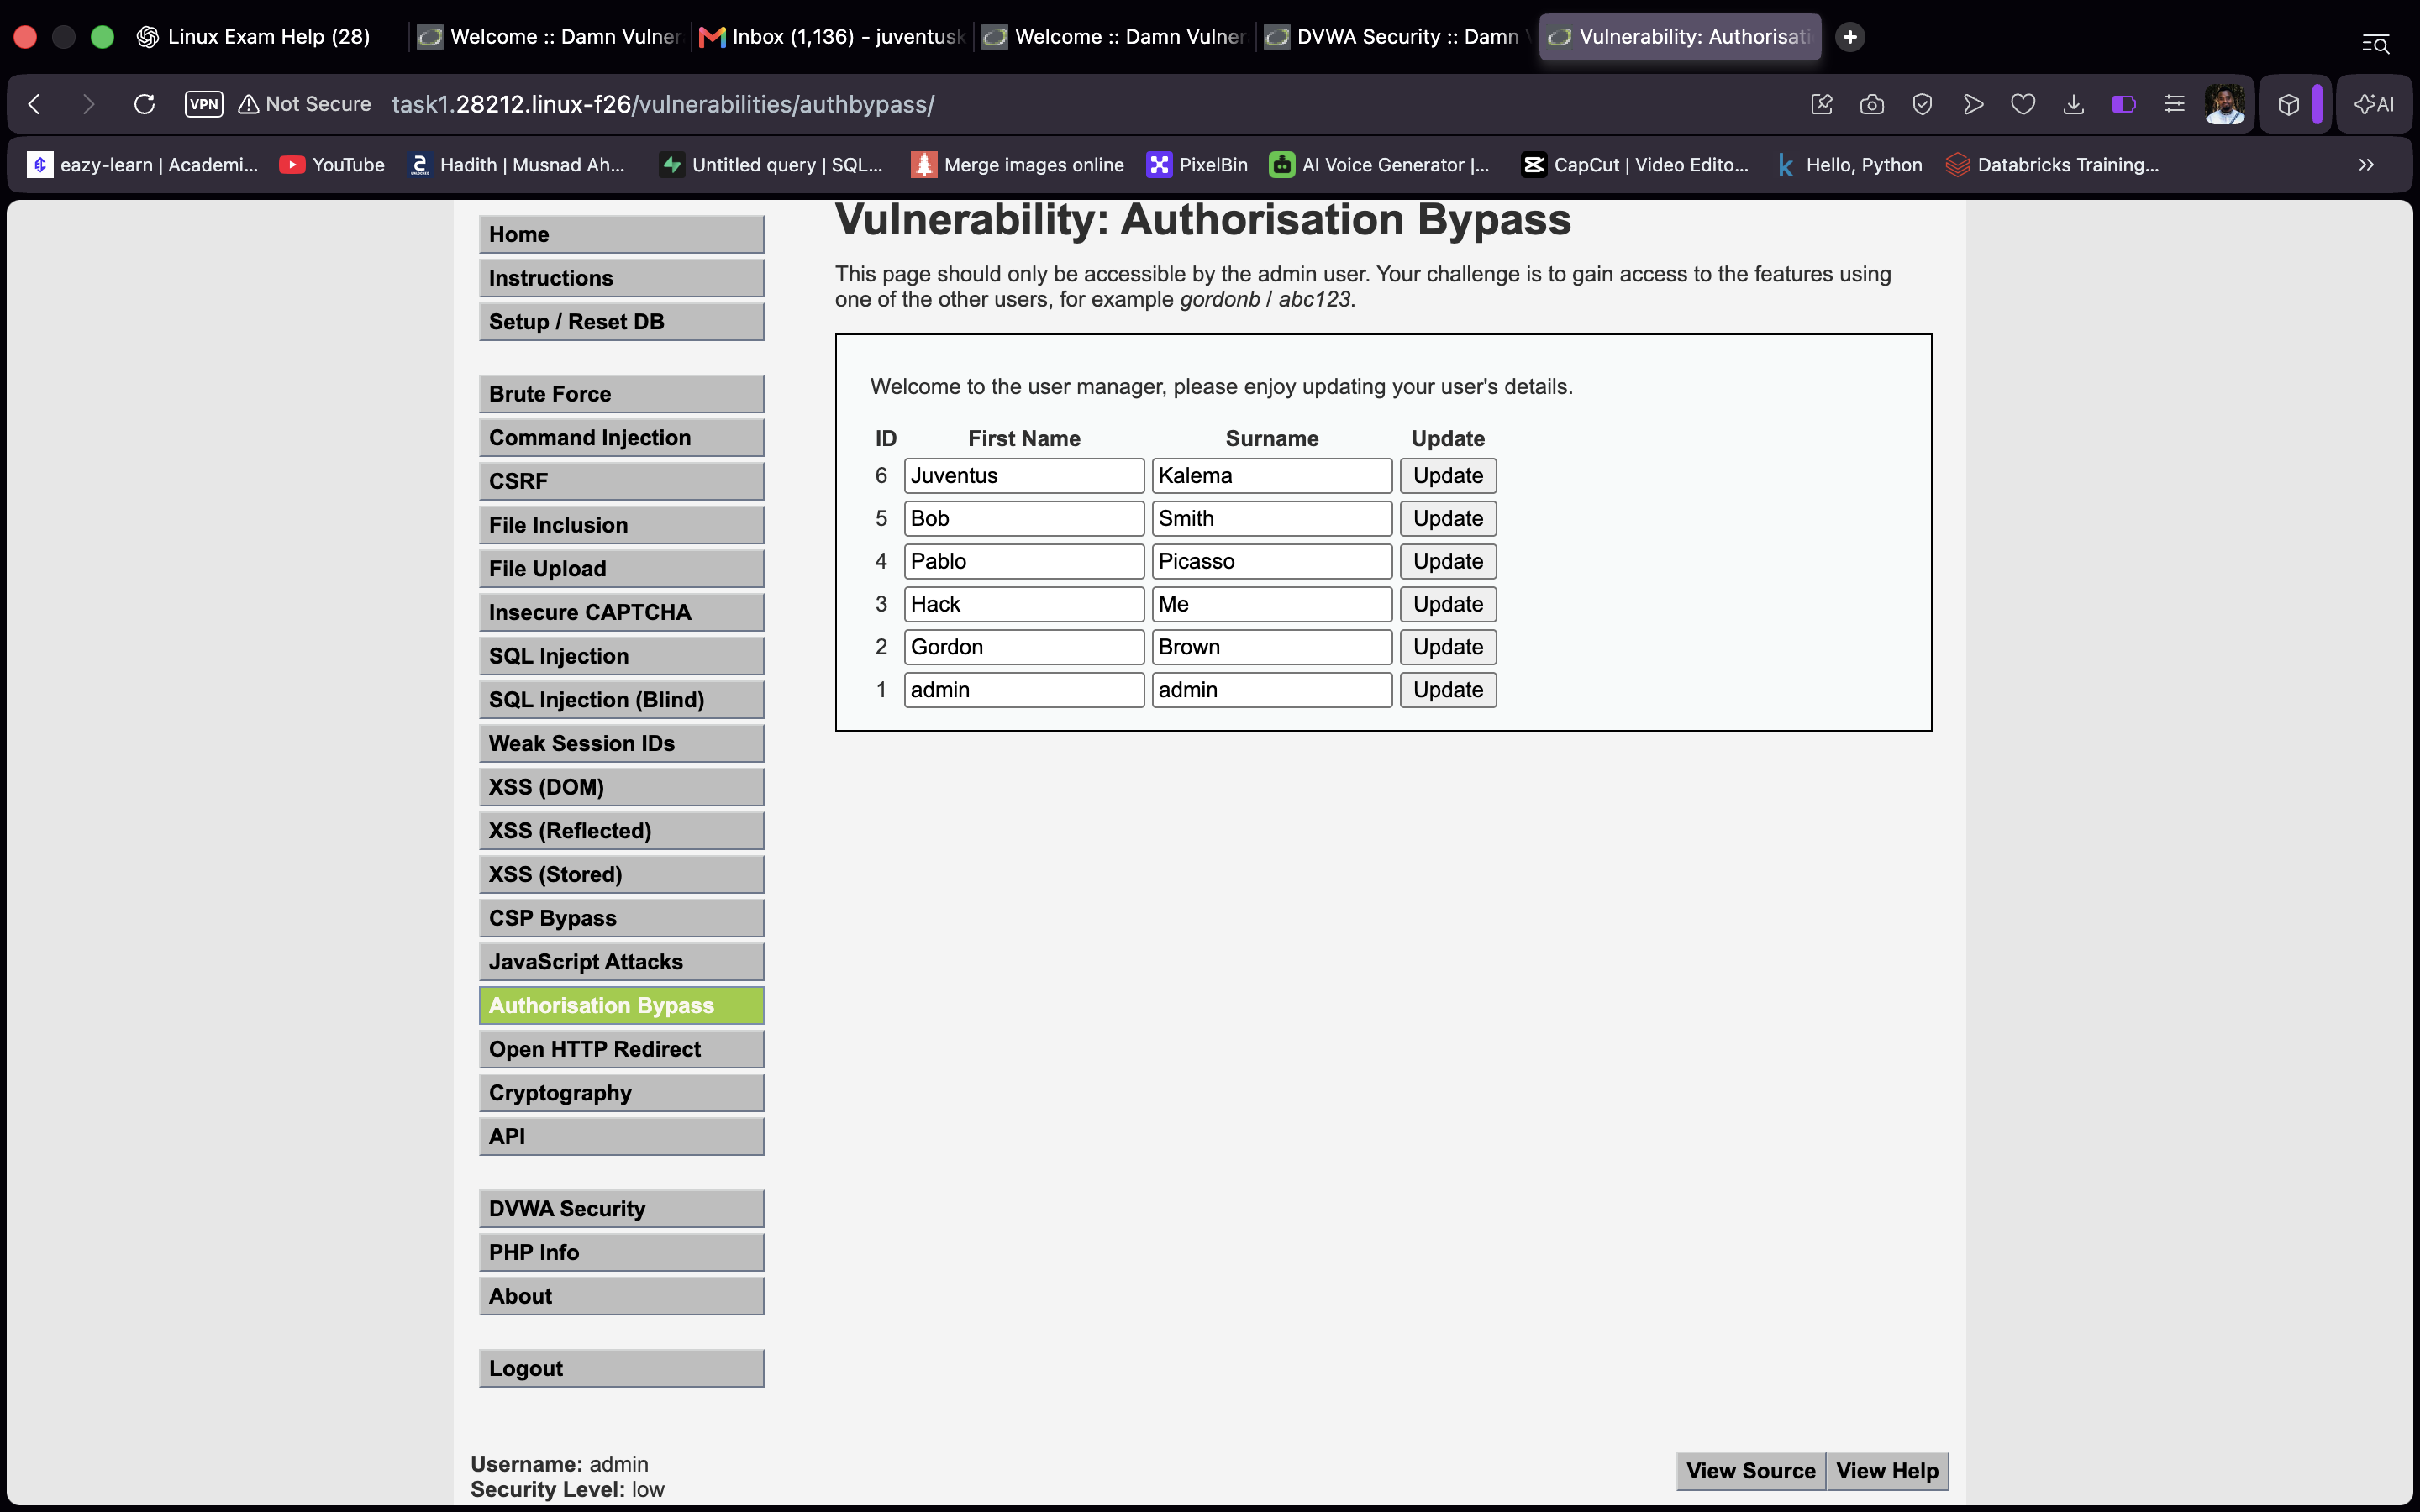 Linux Exam Help (28)
Welcome :: Damn Vulner
Inbox (1,136) - juventusk
Welcome :: Damn Vulner
DVWA Security :: Damn
Vulnerability: Authorisati
VPN
Not Secure
task1.28212.linux-f26/vulnerabilities/authbypass/
AI
eazy-learn | Academi...
YouTube
Hadith | Musnad Ah...
Untitled query | SQL...
Merge images online
PixelBin
AI Voice Generator |...
CapCut | Video Edito...
Hello, Python
Databricks Training...
Home
Instructions
Setup / Reset DB
Brute Force
Command Injection
CSRF
File Inclusion
File Upload
Insecure CAPTCHA
SQL Injection
SQL Injection (Blind)
Weak Session IDs
XSS (DOM)
XSS (Reflected)
XSS (Stored)
CSP Bypass
JavaScript Attacks
Authorisation Bypass
Open HTTP Redirect
Cryptography
API
DVWA Security
PHP Info
About
Logout
Vulnerability: Authorisation Bypass
This page should only be accessible by the admin user. Your challenge is to gain access to the features using
one of the other users, for example gordonb / abc123.
Welcome to the user manager, please enjoy updating your user's details.
ID First Name Surname Update
6 Juventus Kalema Update
5 Bob Smith Update
4 Pablo Picasso Update
3 Hack Me Update
2 Gordon Brown Update
1 admin admin Update
Username: admin
Security Level: low
View Source View Help